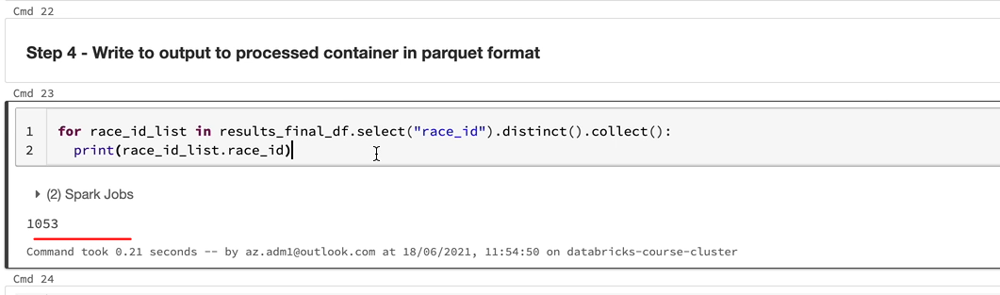 Cmd 22
Step 4 - Write to output to processed container in parquet format
Cmd 23
1 for race_id_list in results_final_df.select("race_id").distinct().collect():
2 print(race_id_list.race_id)
(2) Spark Jobs
1053
Command took 0.21 seconds -- by az.adm1@outlook.com at 18/06/2021, 11:54:50 on databricks-course-cluster
Cmd 24